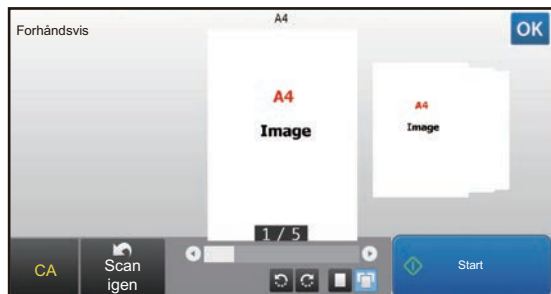 Forhåndsvis
A4
OK
A4
Image
A4
Image
1 / 5
CA
Scan
igen
Start